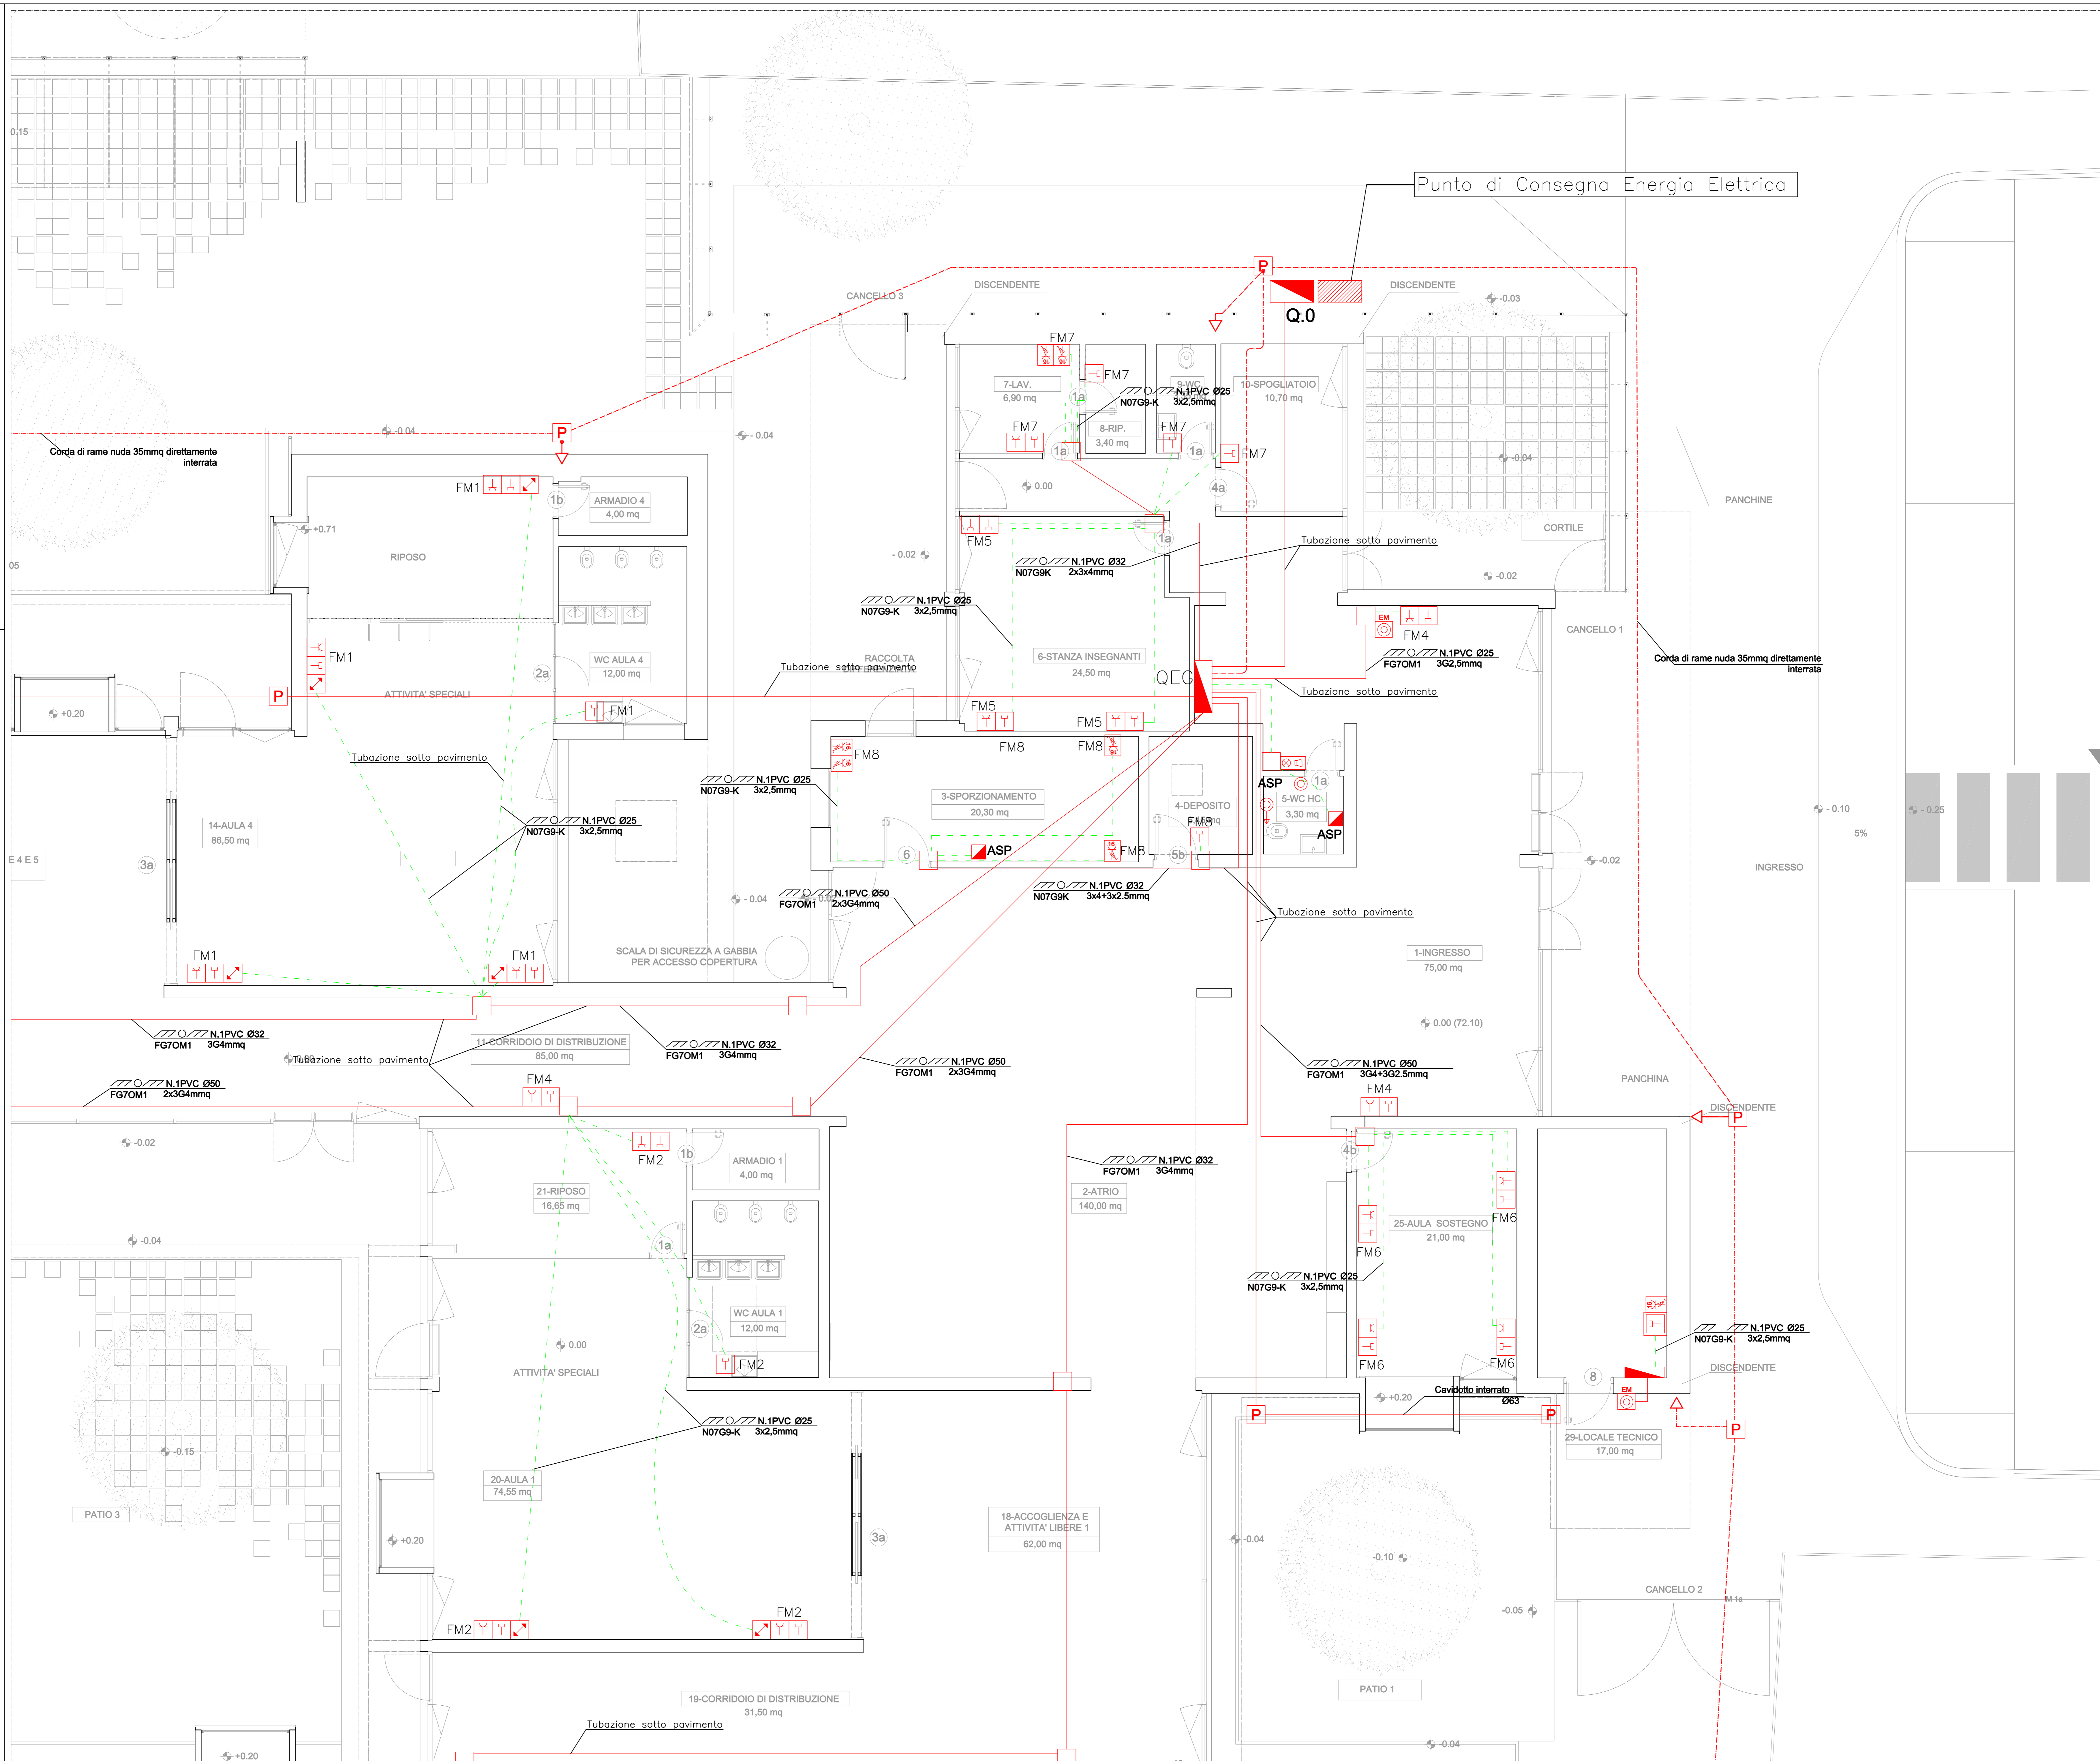 0.15
Punto di Consegna Energia Elettrica
P
DISCENDENTE
DISCENDENTE
CANCELLO 3
-0.03
Q.0
FM7
7-LAV.
6,90 mq
FM7
1a
N.1PVC Ø25
N07G9-K 3x2,5mmq
9-WC
10-SPOGLIATOIO
10,70 mq
P
-0.04
- 0.04
Corda di rame nuda 35mmq direttamente
interrata
FM7
8-RIP.
3,40 mq
FM7
1a
1a
FM7
-0.04
FM1
1b
ARMADIO 4
4,00 mq
0.00
4a
PANCHINE
CORTILE
+0.71
RIPOSO
05
- 0.02
FM5
1a
Tubazione sotto pavimento
N.1PVC Ø32
N07G9K 2x3x4mmq
-0.02
N.1PVC Ø25
N07G9-K 3x2,5mmq
EM
FM4
CANCELLO 1
FM1
WC AULA 4
12,00 mq
2a
RACCOLTA
Tubazione sotto pavimento
6-STANZA INSEGNANTI
24,50 mq
QEG
N.1PVC Ø25
FG7OM1 3G2,5mmq
Corda di rame nuda 35mmq direttamente
interrata
P
ATTIVITA' SPECIALI
Tubazione sotto pavimento
+0.20
FM1
FM5
FM5
Tubazione sotto pavimento
FM8
FM8
FM8
N.1PVC Ø25
N07G9-K 3x2,5mmq
ASP
1a
3-SPORZIONAMENTO
20,30 mq
4-DEPOSITO
5-WC HC
3,30 mq
- 0.10
- 0.25
14-AULA 4
86,50 mq
N.1PVC Ø25
N07G9-K 3x2,5mmq
FM8
ASP
5%
E 4 E 5
3a
6
ASP
FM8
5b
-0.02
INGRESSO
N.1PVC Ø50
FG7OM1 2x3G4mmq
- 0.04
N.1PVC Ø32
N07G9K 3x4+3x2.5mmq
Tubazione sotto pavimento
FM1
FM1
SCALA DI SICUREZZA A GABBIA
PER ACCESSO COPERTURA
1-INGRESSO
75,00 mq
0.00 (72.10)
N.1PVC Ø32
FG7OM1 3G4mmq
11-CORRIDOIO DI DISTRIBUZIONE
85,00 mq
N.1PVC Ø32
FG7OM1 3G4mmq
Tubazione sotto pavimento
N.1PVC Ø50
FG7OM1 2x3G4mmq
N.1PVC Ø50
FG7OM1 3G4+3G2.5mmq
N.1PVC Ø50
FG7OM1 2x3G4mmq
FM4
FM4
PANCHINA
DISCENDENTE
P
-0.02
FM2
1b
ARMADIO 1
4,00 mq
N.1PVC Ø32
FG7OM1 3G4mmq
4b
21-RIPOSO
16,65 mq
2-ATRIO
140,00 mq
-0.04
1a
25-AULA SOSTEGNO
21,00 mq
FM6
FM6
N.1PVC Ø25
N07G9-K 3x2,5mmq
WC AULA 1
12,00 mq
2a
0.00
16
N.1PVC Ø25
N07G9-K 3x2,5mmq
ATTIVITA' SPECIALI
FM2
FM6
FM6
8
DISCENDENTE
+0.20
Cavidotto interrato
Ø63
EM
P
P
P
N.1PVC Ø25
N07G9-K 3x2,5mmq
29-LOCALE TECNICO
17,00 mq
-0.15
20-AULA 1
74,55 mq
PATIO 3
+0.20
3a
18-ACCOGLIENZA E
ATTIVITA' LIBERE 1
62,00 mq
-0.04
-0.10
CANCELLO 2
M 1a
-0.05
FM2
FM2
PATIO 1
19-CORRIDOIO DI DISTRIBUZIONE
31,50 mq
Tubazione sotto pavimento
-0.04
+0.20